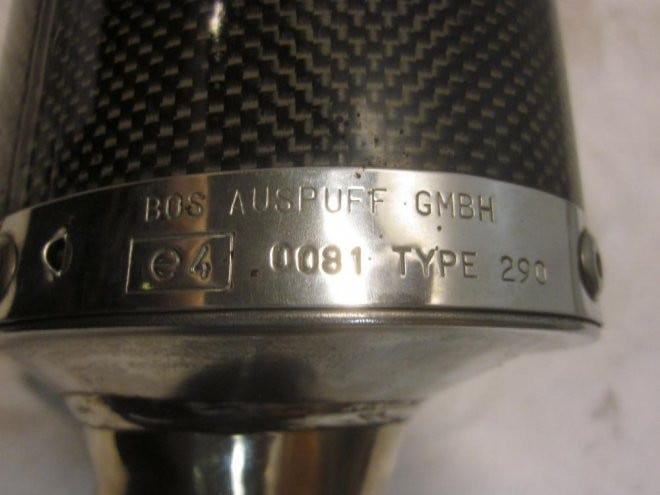 BOS AUSPUFF GMBH
e4 0081 TYPE 290